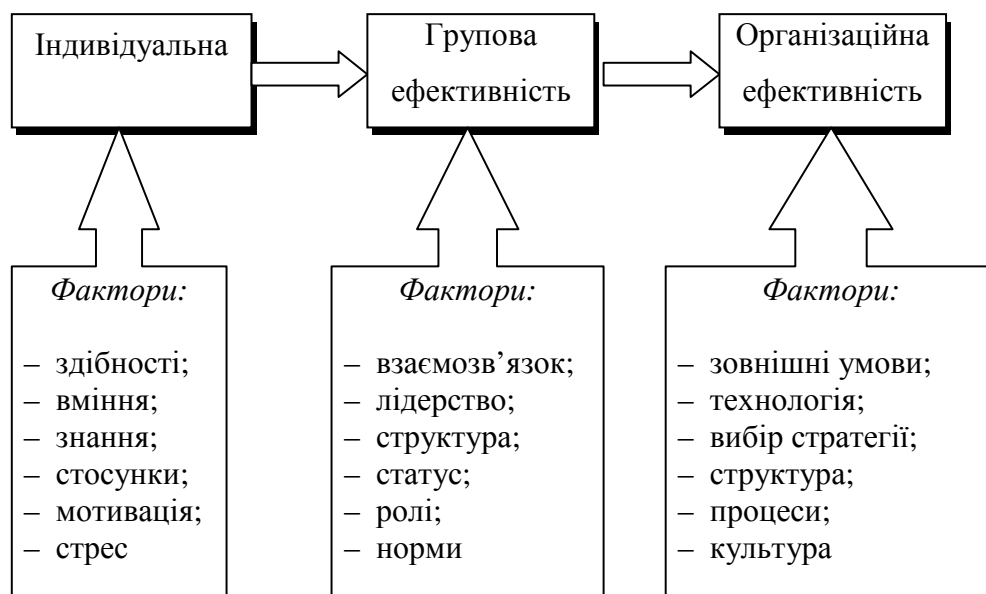 Індивідуальна
Групова
ефективність
Організаційна
ефективність
Фактори:
– здібності;
– вміння;
– знання;
– стосунки;
– мотивація;
– стрес
Фактори:
– взаємозв’язок;
– лідерство;
– структура;
– статус;
– ролі;
– норми
Фактори:
– зовнішні умови;
– технологія;
– вибір стратегії;
– структура;
– процеси;
– культура